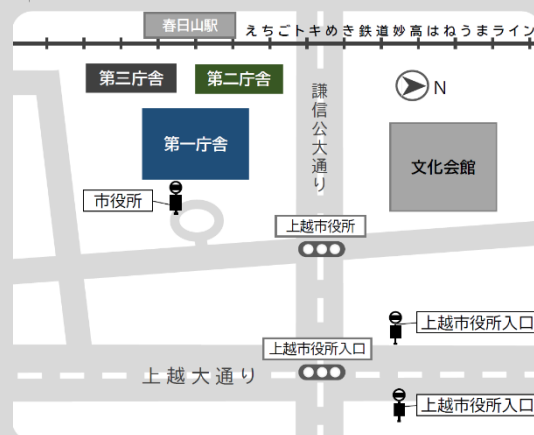 春日山駅
えちごトキめき鉄道妙高はねうまライン
第三庁舎
第二庁舎
第一庁舎
謙信公大通り
N
文化会館
市役所
上越市役所
上越市役所入口
上越市役所入口
上越大通り
上越市役所入口